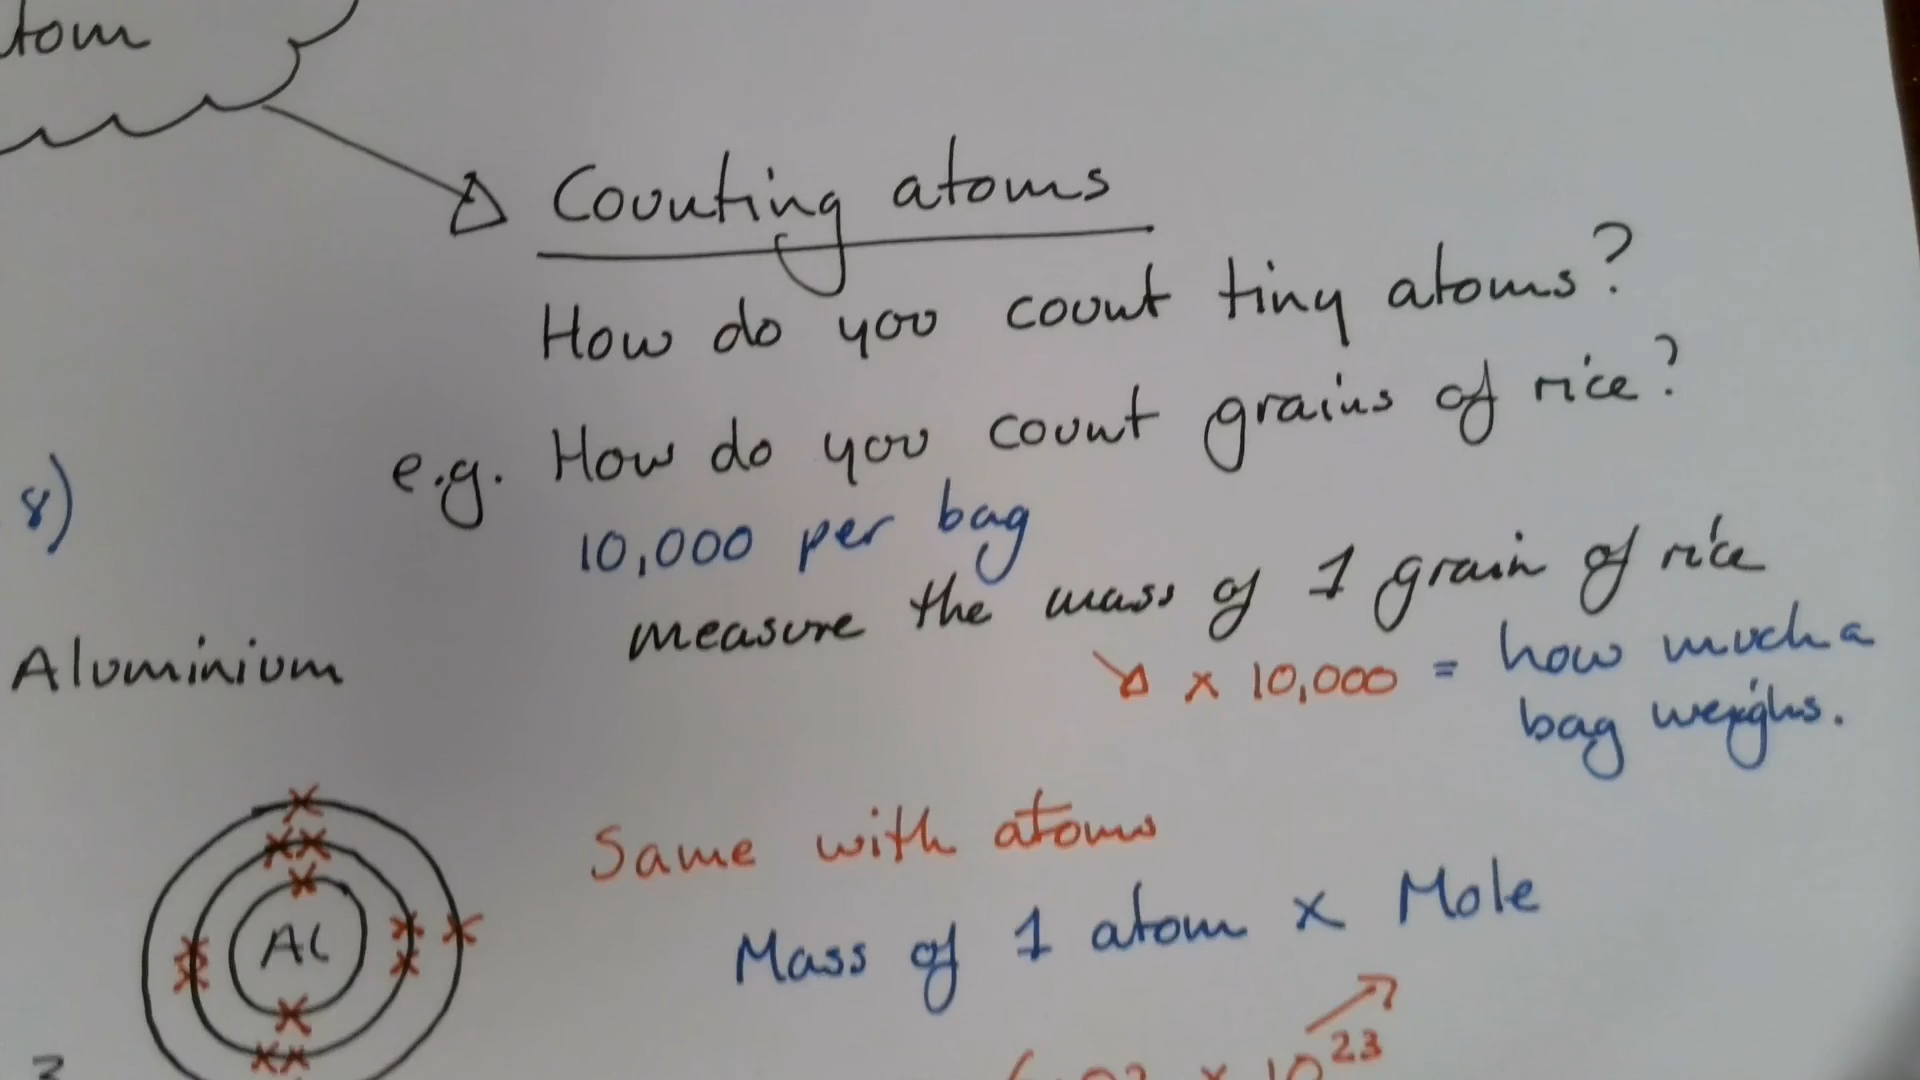 tom
Counting atoms
How do you count tiny atoms?
e.g. How do you count grains of rice?
10,000 per bag
measure the mass of 1 grain of rice
x 10,000 = how much a
bag weighs.
8)
Aluminium
Al
Same with atoms
Mass of 1 atom x Mole
x 10^23